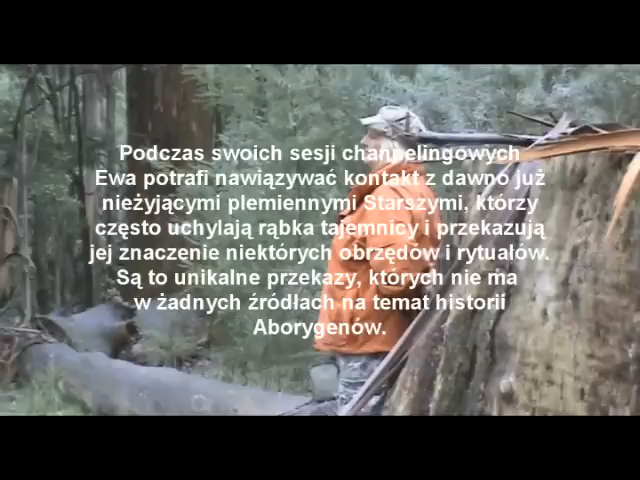 Podczas swoich sesji channelingowych
Ewa potrafi nawiązywać kontakt z dawno już
nieżyjącymi plemiennymi Starszymi, którzy
często uchylają rąbka tajemnicy i przekazują
jej znaczenie niektórych obrzędów i rytuałów.
Są to unikalne przekazy, których nie ma
w żadnych źródłach na temat historii
Aborygenów.